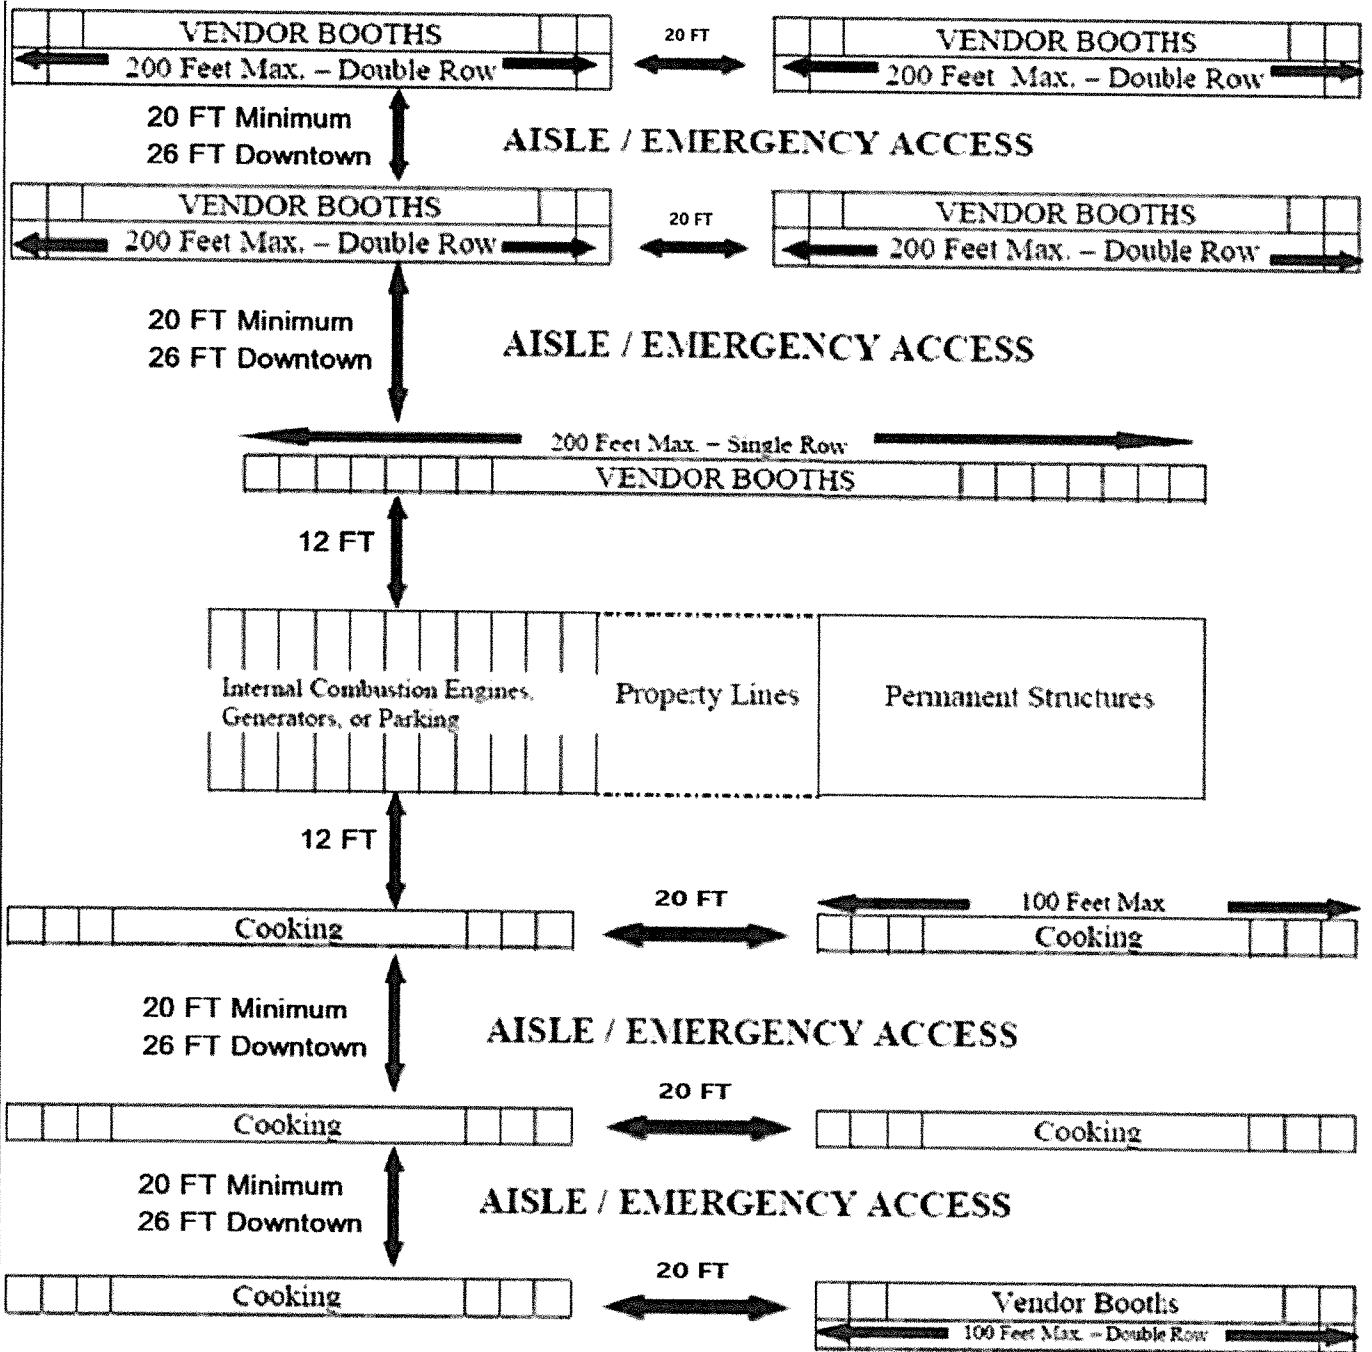 VENDOR BOOTHS
200 Feet Max. – Double Row
20 FT
VENDOR BOOTHS
200 Feet Max. – Double Row
20 FT Minimum
26 FT Downtown
AISLE / EMERGENCY ACCESS
VENDOR BOOTHS
200 Feet Max. – Double Row
20 FT
VENDOR BOOTHS
200 Feet Max. – Double Row
20 FT Minimum
26 FT Downtown
AISLE / EMERGENCY ACCESS
200 Feet Max. – Single Row
VENDOR BOOTHS
12 FT
Internal Combustion Engines,
Generators, or Parking
Property Lines
Permanent Structures
12 FT
Cooking
20 FT
100 Feet Max
Cooking
20 FT Minimum
26 FT Downtown
AISLE / EMERGENCY ACCESS
Cooking
20 FT
Cooking
20 FT Minimum
26 FT Downtown
AISLE / EMERGENCY ACCESS
Cooking
20 FT
Vendor Booths
100 Feet Max. – Double Row